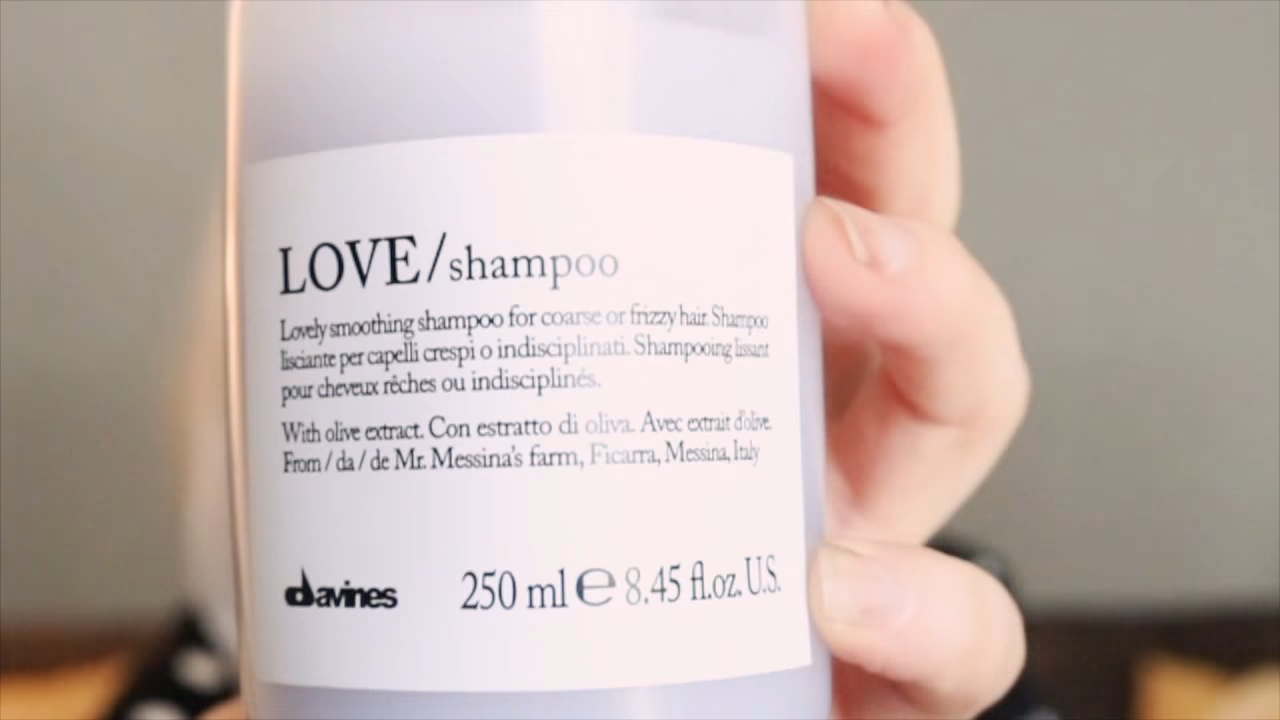 LOVE/shampoo
Lovely smoothing shampoo for coarse or frizzy hair. Shampoo
lisciante per capelli crespi o indisciplinati. Shampooing lissant
pour cheveux rêches ou indisciplinés.
With olive extract. Con estratto di oliva. Avec extrait d'olive.
From / da / de Mr. Messina's farm, Ficarra, Messina, Italy
davines
250 ml ℮ 8.45 fl.oz. U.S.